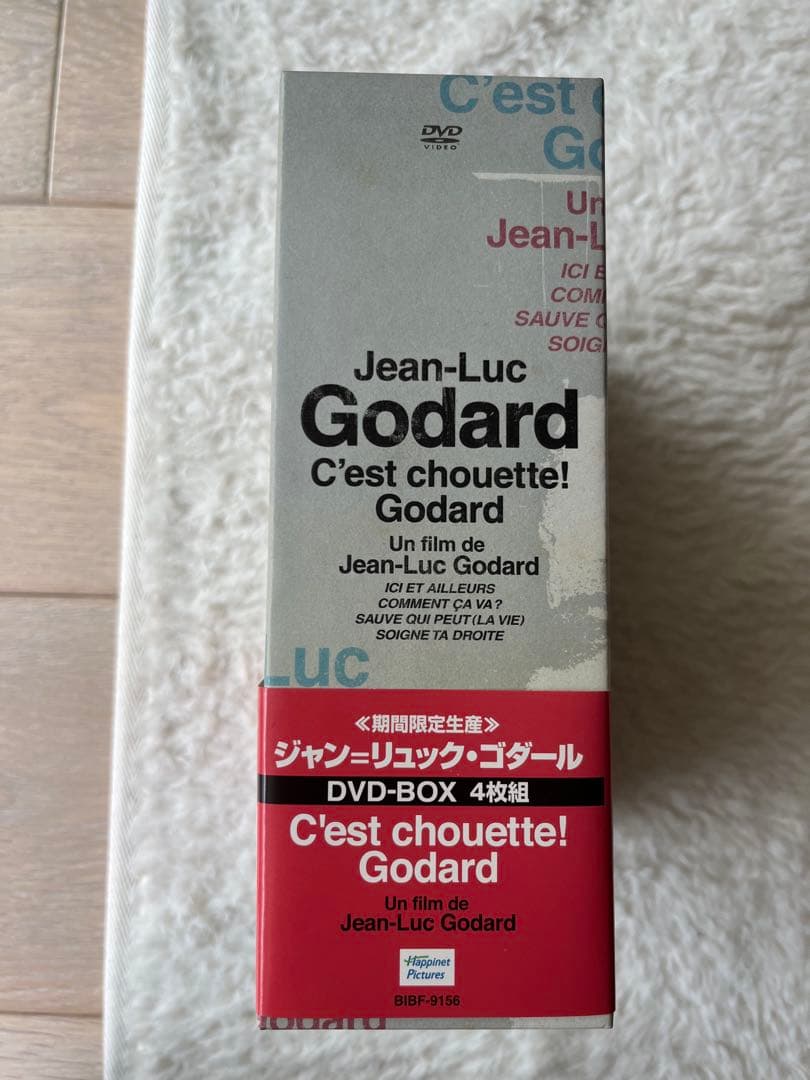 C'est
DVD
VIDEO
Un
Jean-L
ICI E
COM
SAUVE
SOIG
Jean-Luc
Godard
C'est chouette!
Godard
Un film de
Jean-Luc Godard
ICI ET AILLEURS
COMMENT ÇA VA?
SAUVE QUI PEUT(LA VIE)
SOIGNE TA DROITE
Luc
≪期間限定生産≫
ジャン=リュック・ゴダール
DVD-BOX 4枚組
C'est chouette!
Godard
Un film de
Jean-Luc Godard
Happinet
Pictures
BIBF-9156